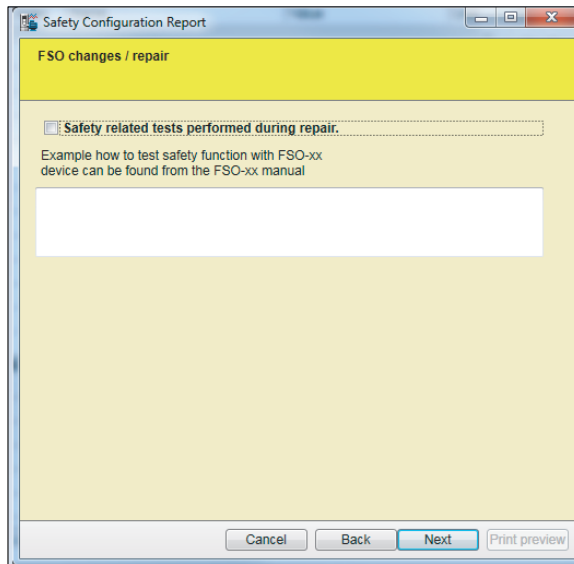 Safety Configuration Report
FSO changes / repair
Safety related tests performed during repair.
Example how to test safety function with FSO-xx
device can be found from the FSO-xx manual
Cancel
Back
Next
Print preview